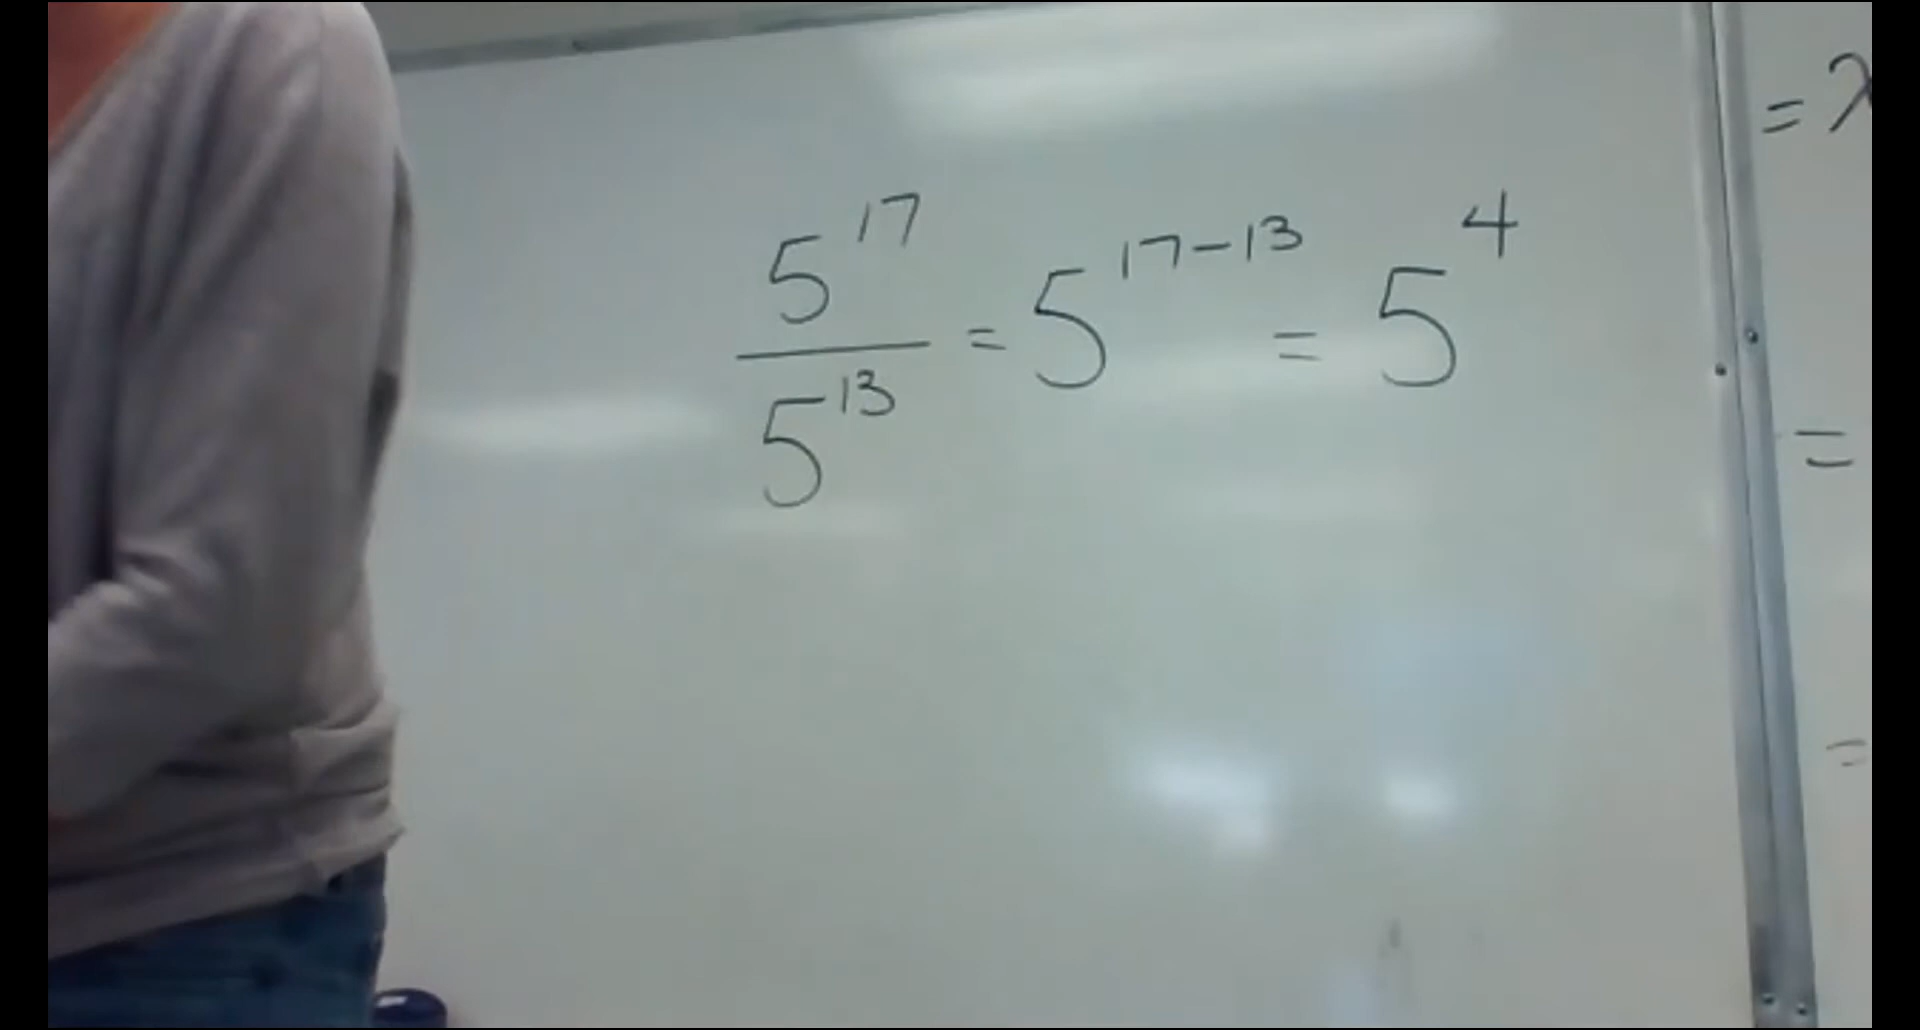 5^17 / 5^13 = 5^17-13 = 5^4
=
=
=